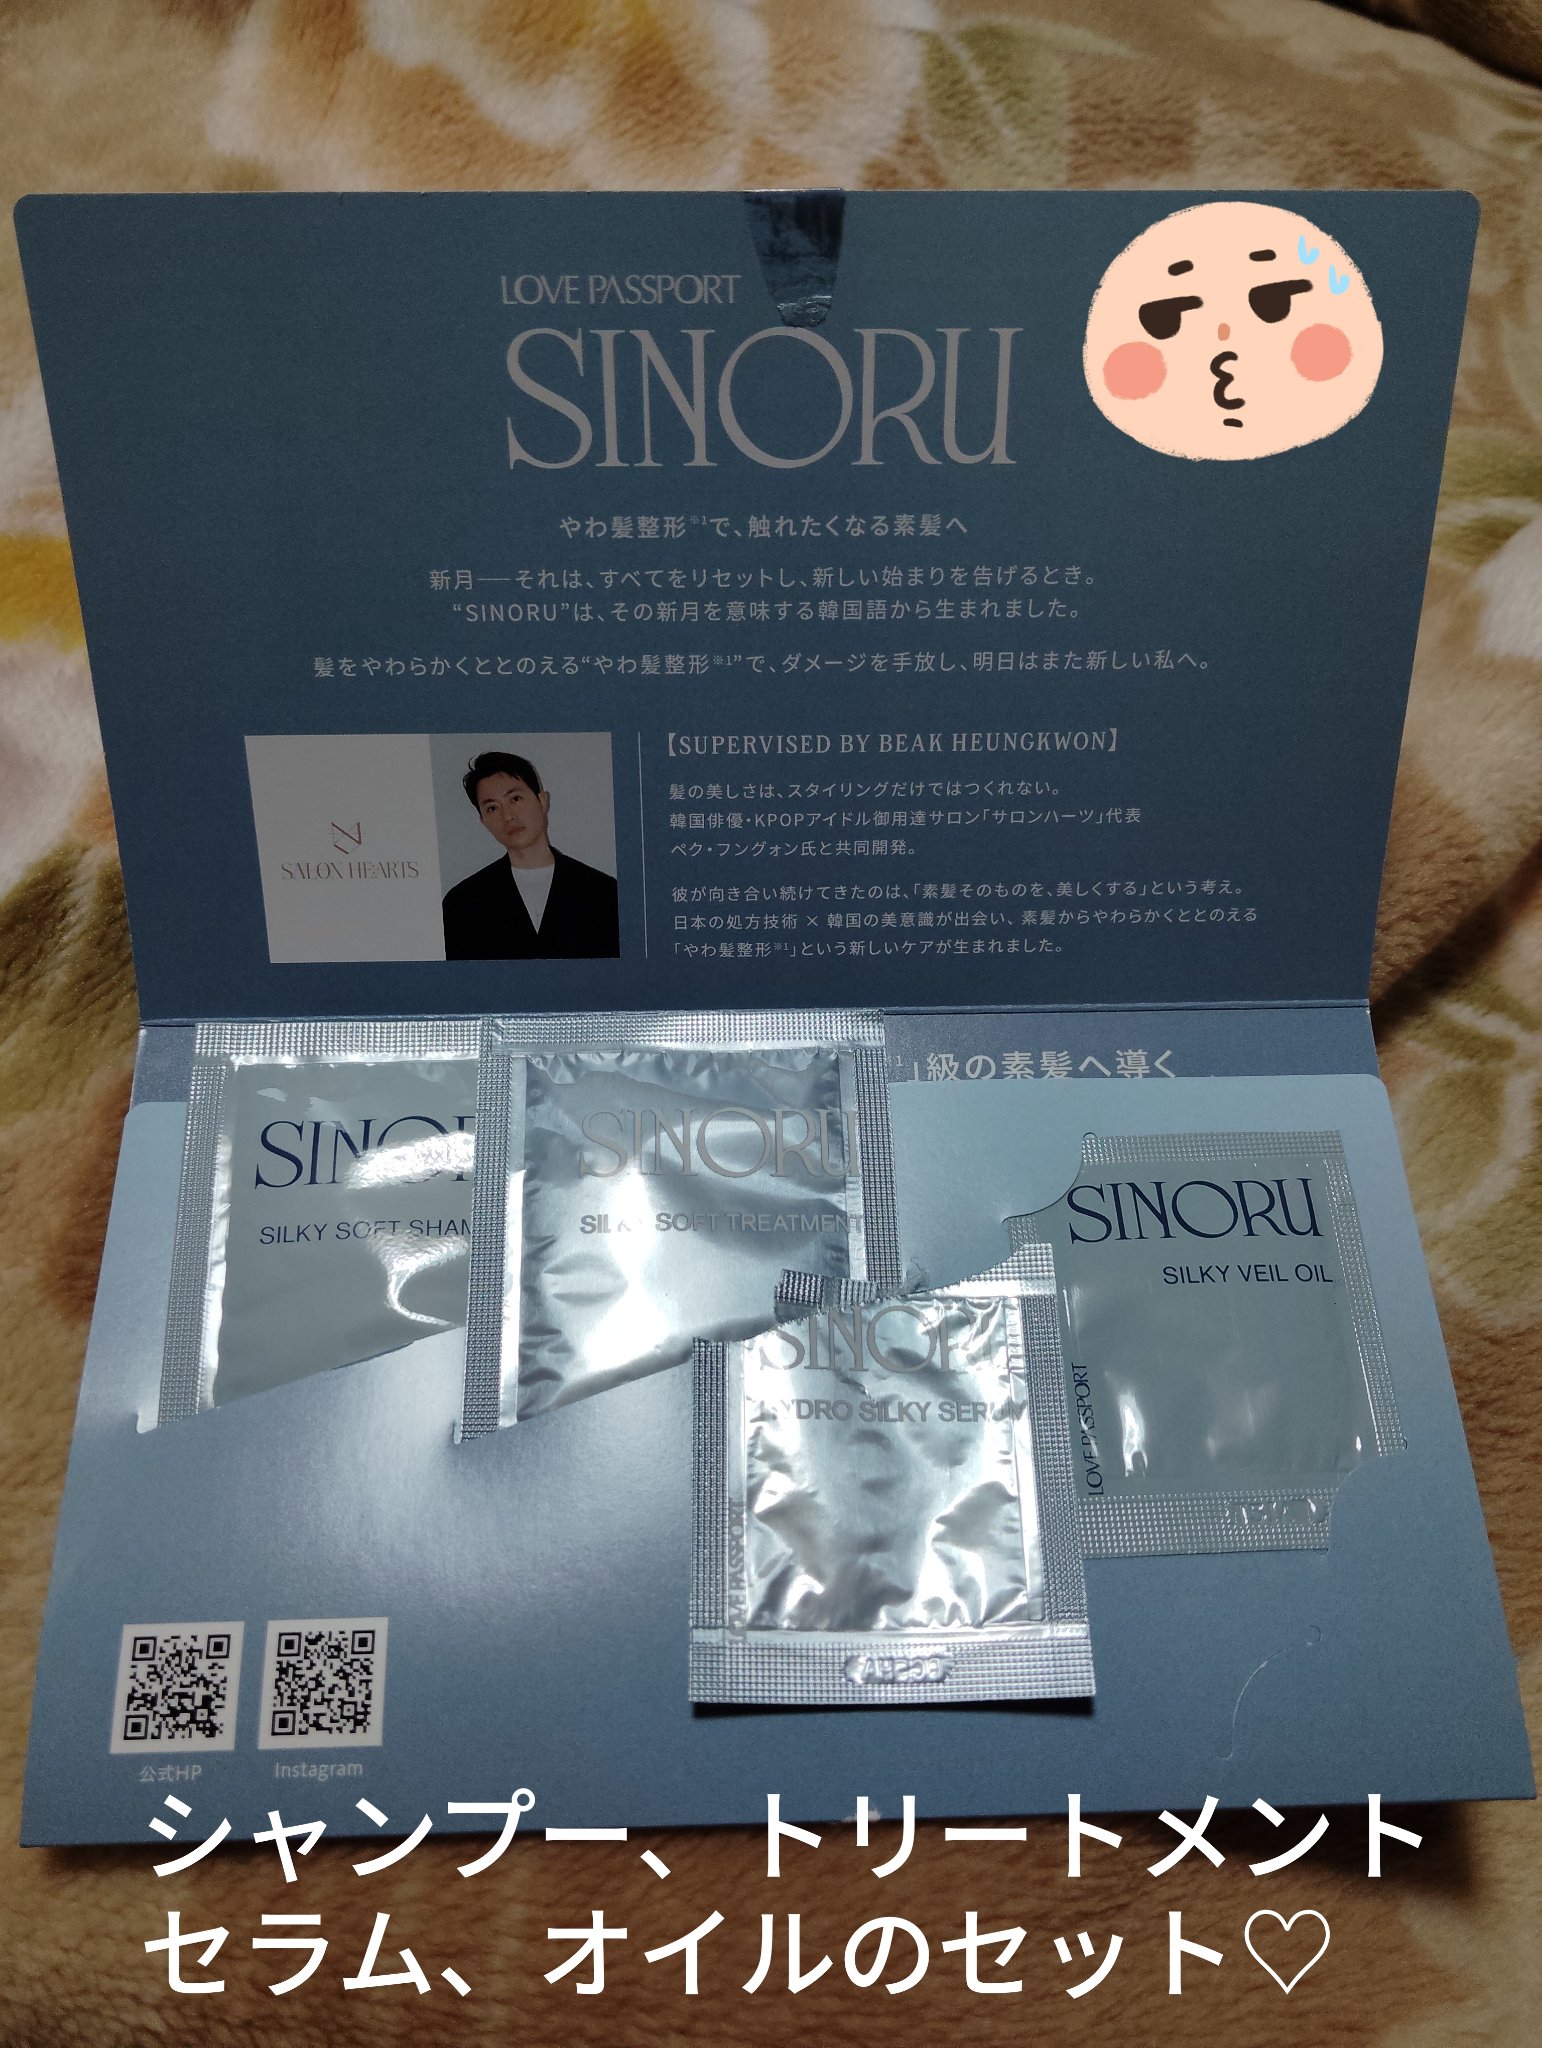 LOVE PASSPORT
SINORU
やわ髪整形※1で、触れたくなる素髪へ
新月──それは、すべてをリセットし、新しい始まりを告げるとき。
“SINORU”は、その新月を意味する韓国語から生まれました。
髪をやわらかくととのえる“やわ髪整形※1”で、ダメージを手放し、明日はまた新しい私へ。
SALON HEARTS
【SUPERVISED BY BEAK HEUNGKWON】
髪の美しさは、スタイリングだけではつくれない。
韓国俳優・KPOPアイドル御用達サロン「サロンハーツ」代表
ペク・フングォン氏と共同開発。
彼が向き合い続けてきたのは、「素髪そのものを、美しくする」という考え。
日本の処方技術 × 韓国の美意識が出会い、素髪からやわらかくととのえる
「やわ髪整形※1」という新しいケアが生まれました。
※1」級の素髪へ導く
SINOR
SILKY SOFT SHAM
SINORU
SILKY SOFT TREATMENT
SINORU
SILKY VEIL OIL
LOVE PASSPORT
SINOR
HYDRO SILKY SERUM
LOVE PASSPORT
公式HP
Instagram
シャンプー、トリートメント
セラム、オイルのセット♡